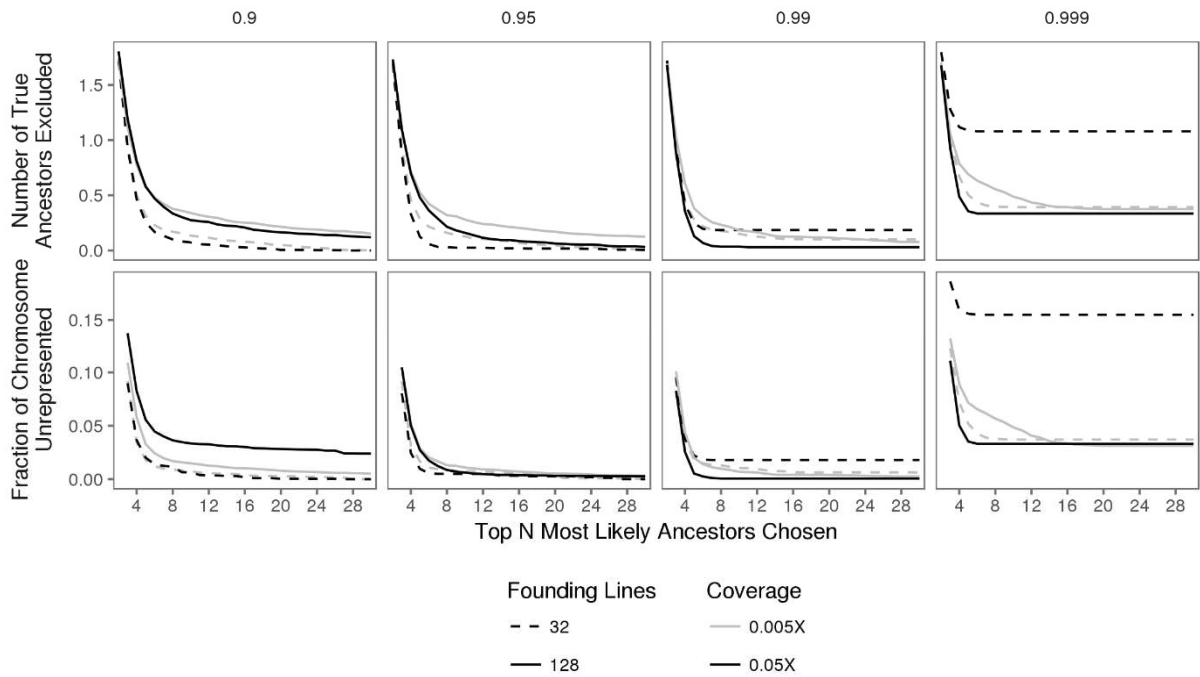 0.9 0.95 0.99 0.999
Number of True
Ancestors Excluded
1.5
1.0
0.5
0.0
Fraction of Chromosome
Unrepresented
0.15
0.10
0.05
0.00
4 8 12 16 20 24 28 4 8 12 16 20 24 28 4 8 12 16 20 24 28 4 8 12 16 20 24 28
Top N Most Likely Ancestors Chosen
Founding Lines Coverage
32 0.005X
128 0.05X